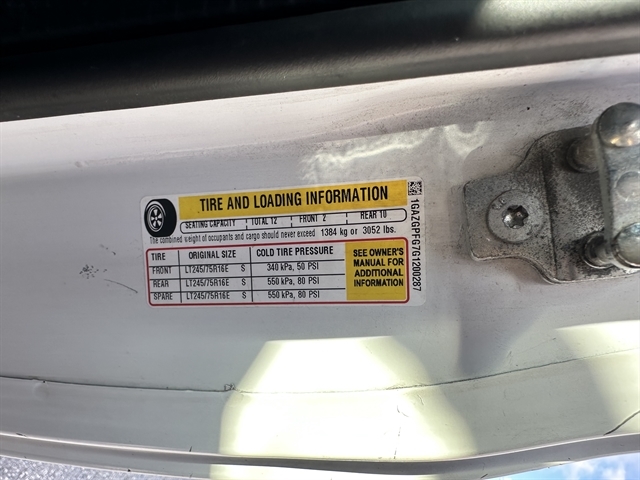 TIRE AND LOADING INFORMATION
SEATING CAPACITY TOTAL 12 FRONT 2 REAR 10
The combined weight of occupants and cargo should never exceed 1384 kg or 3052 lbs.
TIRE ORIGINAL SIZE COLD TIRE PRESSURE
FRONT LT245/75R16E S 340 kPa, 50 PSI
REAR LT245/75R16E S 550 kPa, 80 PSI
SPARE LT245/75R16E S 550 kPa, 80 PSI
SEE OWNER'S
MANUAL FOR
ADDITIONAL
INFORMATION
1GAZGPFG7G1200287